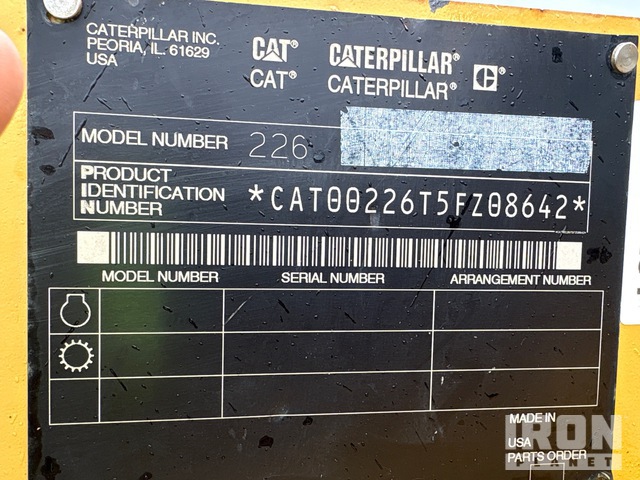 CATERPILLAR INC.
PEORIA, IL. 61629
USA
CAT® CATERPILLAR® C®
CAT® CATERPILLAR®
MODEL NUMBER 226
PRODUCT
IDENTIFICATION
NUMBER
*CAT00226T5FZ08642*
MODEL NUMBER SERIAL NUMBER ARRANGEMENT NUMBER
MADE IN
USA
PARTS ORDER
IRON
PLANET